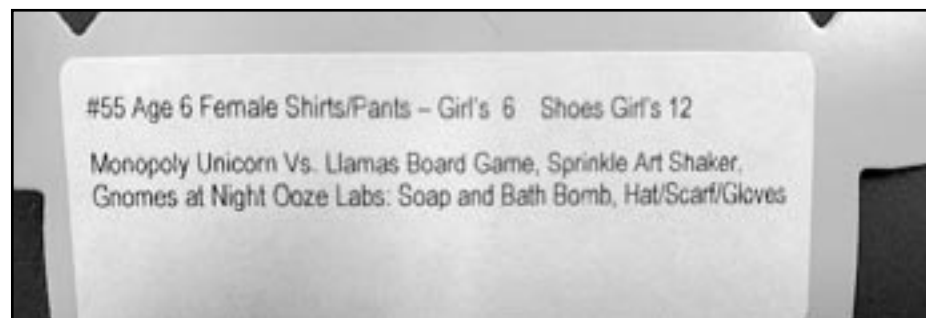 #55 Age 6 Female Shirts/Pants – Girl's 6 Shoes Girl's 12
Monopoly Unicorn Vs. Llamas Board Game, Sprinkle Art Shaker,
Gnomes at Night Ooze Labs: Soap and Bath Bomb, Hat/Scarf/Gloves